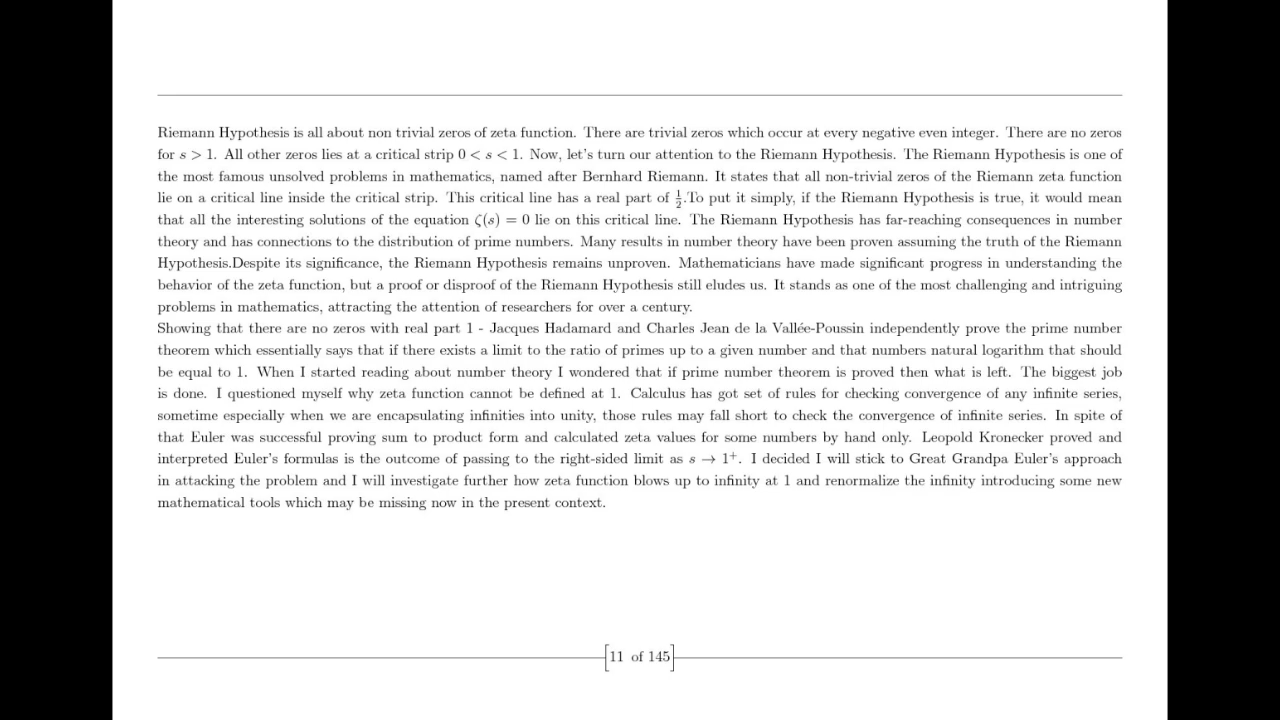 Riemann Hypothesis is all about non trivial zeros of zeta function. There are trivial zeros which occur at every negative even integer. There are no zeros
for s > 1. All other zeros lies at a critical strip 0 < s < 1. Now, let's turn our attention to the Riemann Hypothesis. The Riemann Hypothesis is one of
the most famous unsolved problems in mathematics, named after Bernhard Riemann. It states that all non-trivial zeros of the Riemann zeta function
lie on a critical line inside the critical strip. This critical line has a real part of 1/2.To put it simply, if the Riemann Hypothesis is true, it would mean
that all the interesting solutions of the equation ζ(s) = 0 lie on this critical line. The Riemann Hypothesis has far-reaching consequences in number
theory and has connections to the distribution of prime numbers. Many results in number theory have been proven assuming the truth of the Riemann
Hypothesis.Despite its significance, the Riemann Hypothesis remains unproven. Mathematicians have made significant progress in understanding the
behavior of the zeta function, but a proof or disproof of the Riemann Hypothesis still eludes us. It stands as one of the most challenging and intriguing
problems in mathematics, attracting the attention of researchers for over a century.
Showing that there are no zeros with real part 1 - Jacques Hadamard and Charles Jean de la Vallée-Poussin independently prove the prime number
theorem which essentially says that if there exists a limit to the ratio of primes up to a given number and that numbers natural logarithm that should
be equal to 1. When I started reading about number theory I wondered that if prime number theorem is proved then what is left. The biggest job
is done. I questioned myself why zeta function cannot be defined at 1. Calculus has got set of rules for checking convergence of any infinite series,
sometime especially when we are encapsulating infinities into unity, those rules may fall short to check the convergence of infinite series. In spite of
that Euler was successful proving sum to product form and calculated zeta values for some numbers by hand only. Leopold Kronecker proved and
interpreted Euler's formulas is the outcome of passing to the right-sided limit as s → 1⁺. I decided I will stick to Great Grandpa Euler's approach
in attacking the problem and I will investigate further how zeta function blows up to infinity at 1 and renormalize the infinity introducing some new
mathematical tools which may be missing now in the present context.
[11 of 145]